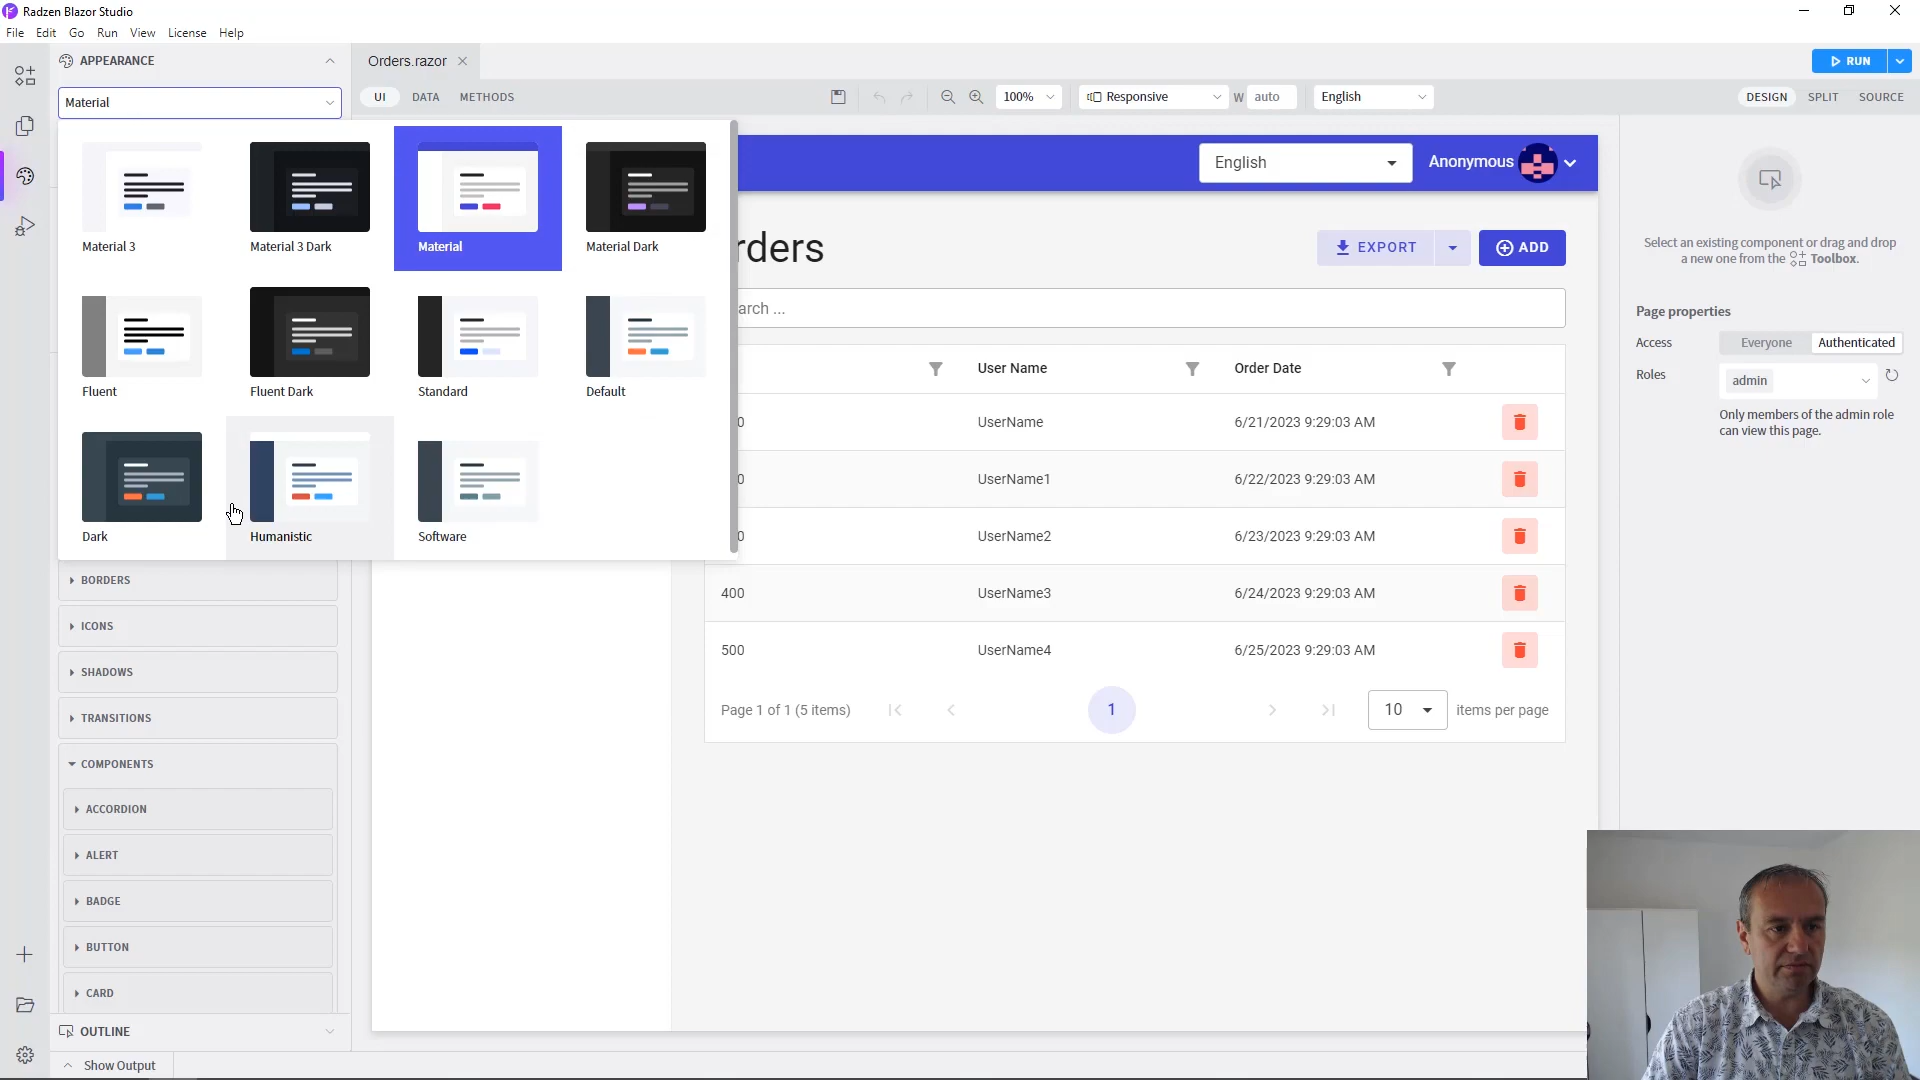 Radzen Blazor Studio
File Edit Go Run View License Help
APPEARANCE
Orders.razor
RUN
Material
UI DATA METHODS
100% Responsive W auto English
DESIGN SPLIT SOURCE
Material 3 Material 3 Dark Material Material Dark
Fluent Fluent Dark Standard Default
Dark Humanistic Software
BORDERS
ICONS
SHADOWS
TRANSITIONS
COMPONENTS
ACCORDION
ALERT
BADGE
BUTTON
CARD
OUTLINE
Show Output
English Anonymous
rders
EXPORT ADD
arch ...
User Name Order Date
0 UserName 6/21/2023 9:29:03 AM
0 UserName1 6/22/2023 9:29:03 AM
0 UserName2 6/23/2023 9:29:03 AM
400 UserName3 6/24/2023 9:29:03 AM
500 UserName4 6/25/2023 9:29:03 AM
Page 1 of 1 (5 items) 1 10 items per page
Select an existing component or drag and drop
a new one from the Toolbox.
Page properties
Access Everyone Authenticated
Roles admin
Only members of the admin role
can view this page.